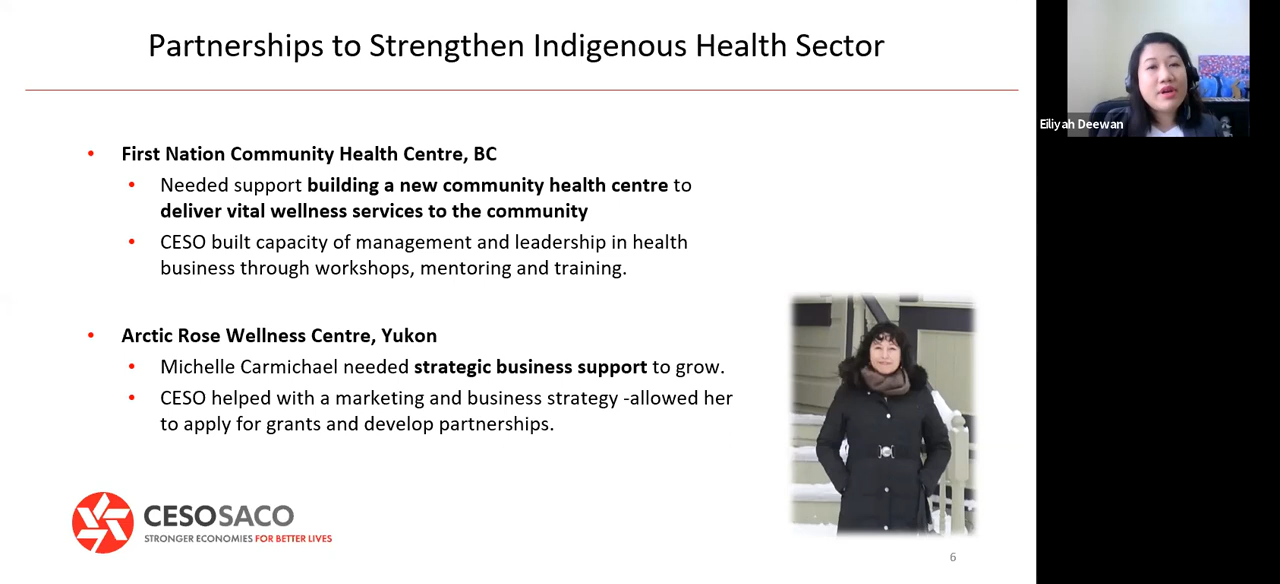 Partnerships to Strengthen Indigenous Health Sector
Eiliyah Deewan
• First Nation Community Health Centre, BC
• Needed support building a new community health centre to
deliver vital wellness services to the community
• CESO built capacity of management and leadership in health
business through workshops, mentoring and training.
• Arctic Rose Wellness Centre, Yukon
• Michelle Carmichael needed strategic business support to grow.
• CESO helped with a marketing and business strategy -allowed her
to apply for grants and develop partnerships.
CESOSACO
STRONGER ECONOMIES FOR BETTER LIVES
6